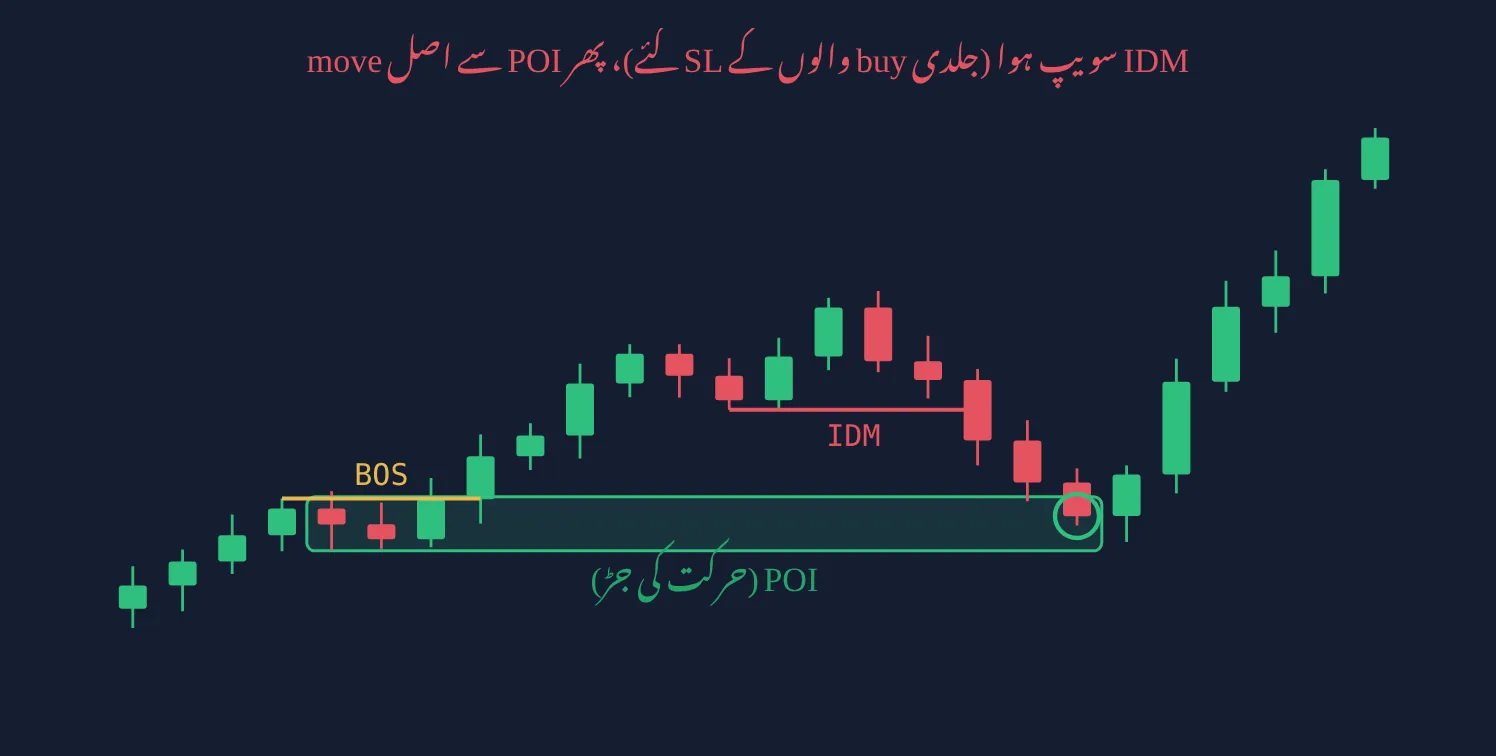 IDM سویپ ہوا (جلدی buy والوں کے SL لئے)، پھر POI سے اصل move
IDM
BOS
POI (حرکت کی جڑ)